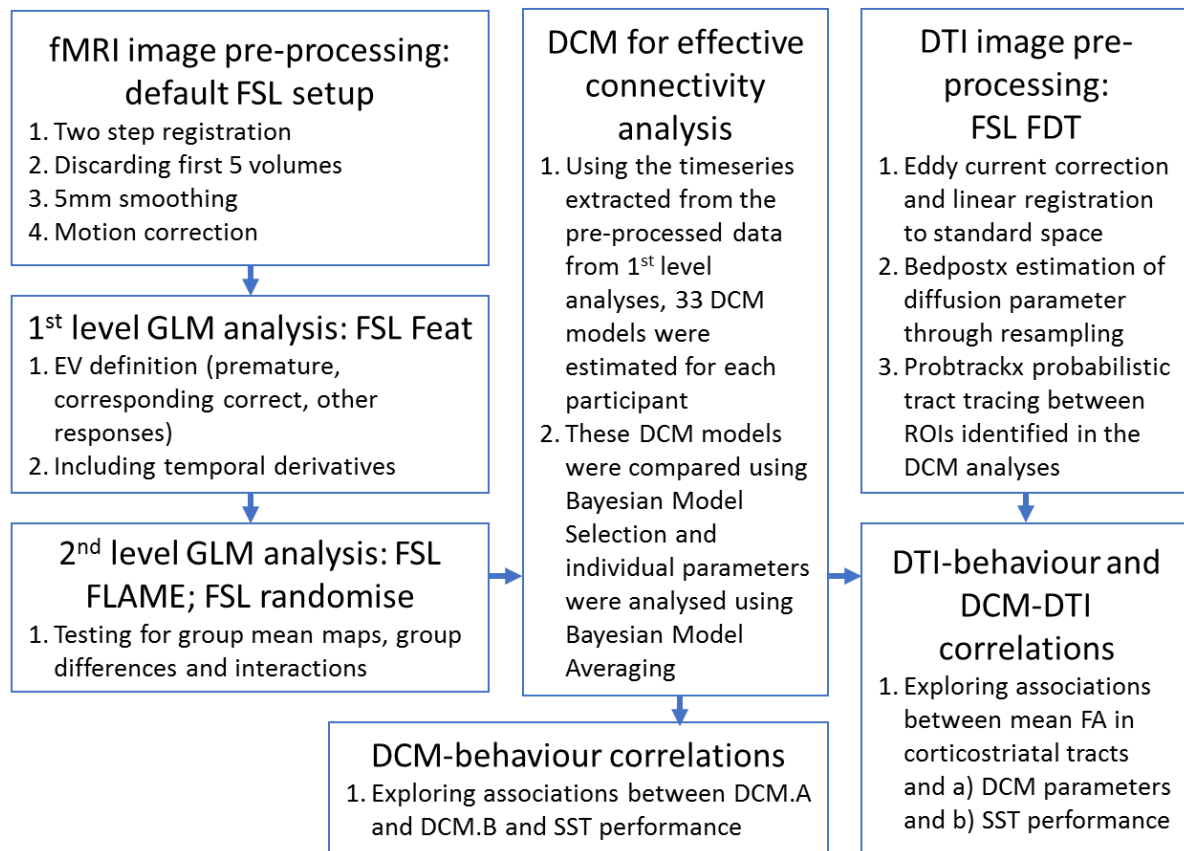 fMRI image pre-processing:
default FSL setup
1. Two step registration
2. Discarding first 5 volumes
3. 5mm smoothing
4. Motion correction
1st level GLM analysis: FSL Feat
1. EV definition (premature,
corresponding correct, other
responses)
2. Including temporal derivatives
2nd level GLM analysis: FSL
FLAME; FSL randomise
1. Testing for group mean maps, group
differences and interactions
DCM for effective
connectivity
analysis
1. Using the timeseries
extracted from the
pre-processed data
from 1st level
analyses, 33 DCM
models were
estimated for each
participant
2. These DCM models
were compared using
Bayesian Model
Selection and
individual parameters
were analysed using
Bayesian Model
Averaging
DCM-behaviour correlations
1. Exploring associations between DCM.A
and DCM.B and SST performance
DTI image pre-
processing:
FSL FDT
1. Eddy current correction
and linear registration
to standard space
2. Bedpostx estimation of
diffusion parameter
through resampling
3. Probtrackx probabilistic
tract tracing between
ROIs identified in the
DCM analyses
DTI-behaviour and
DCM-DTI
correlations
1. Exploring associations
between mean FA in
corticostriatal tracts
and a) DCM parameters
and b) SST performance